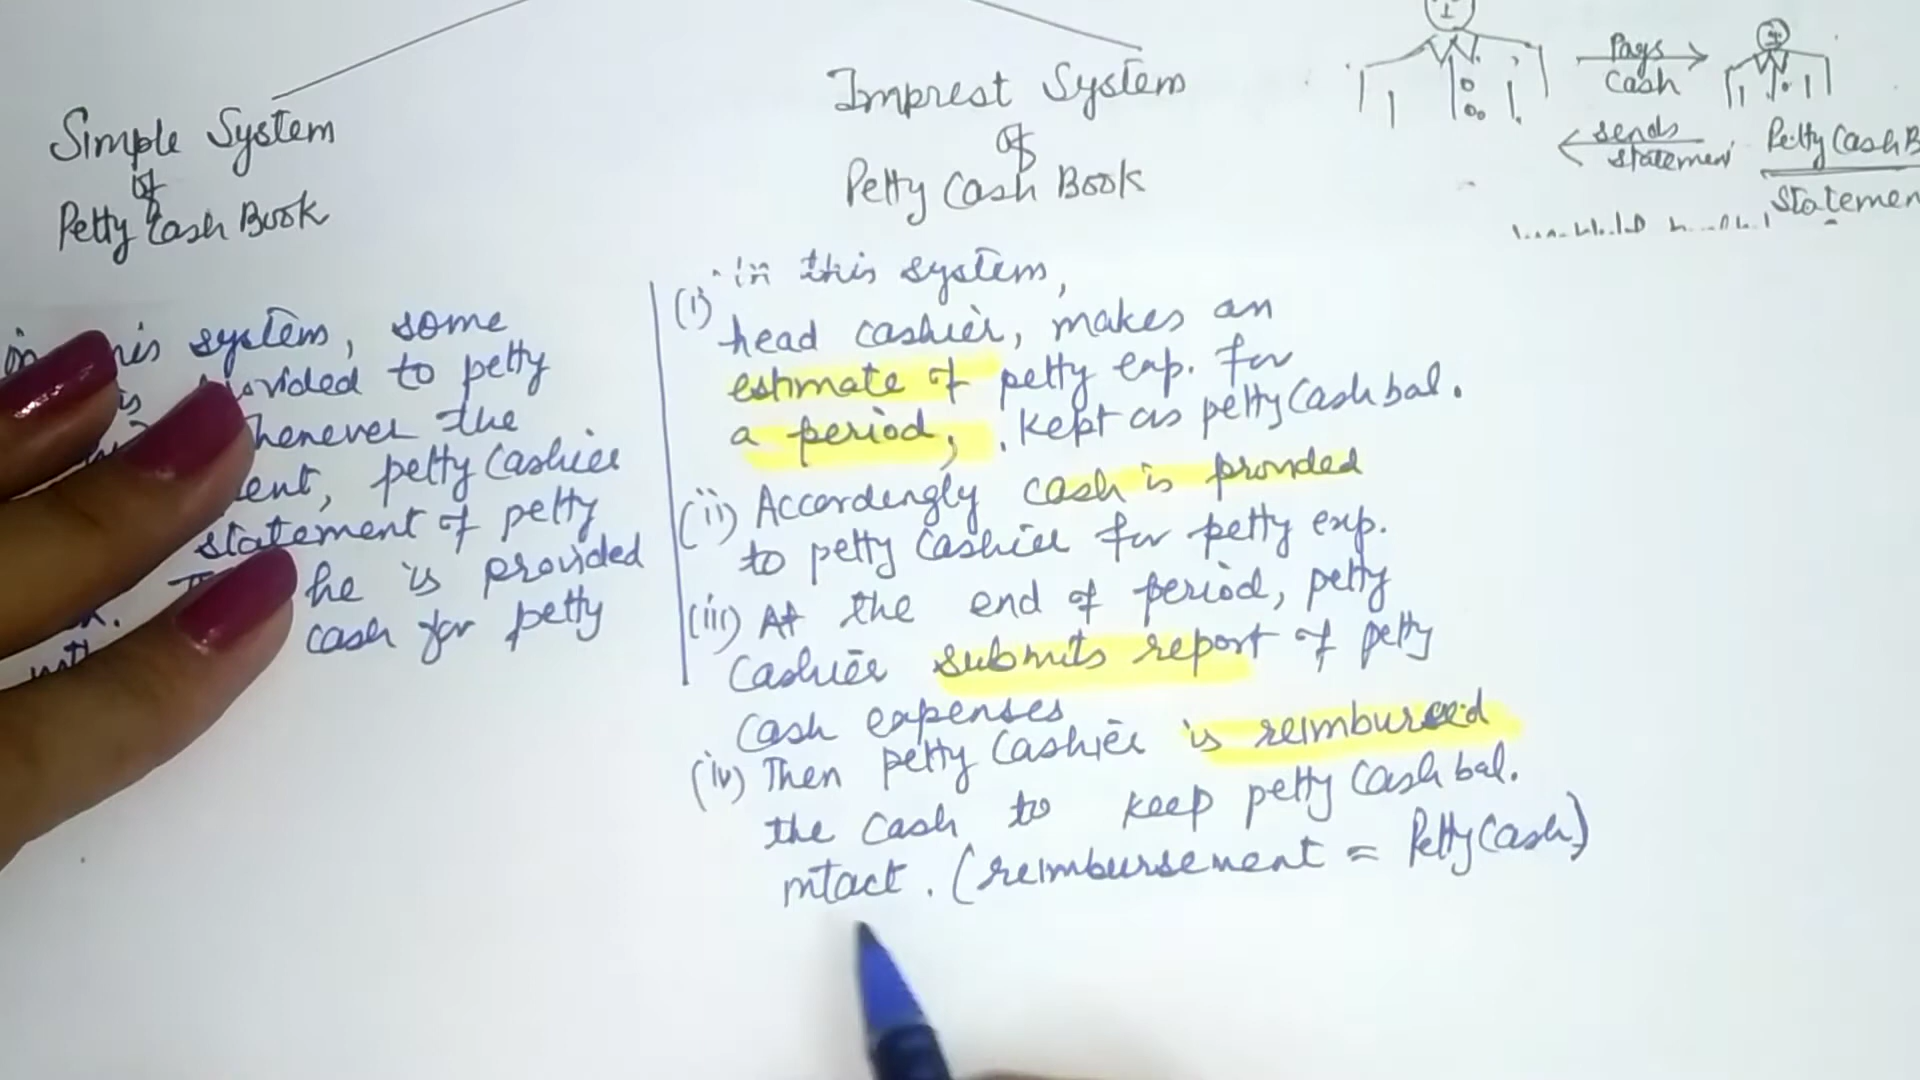 Simple System
of
Petty Cash Book
Imprest System
Of
Petty Cash Book
Pays
Cash
sends
statement
Petty Cash B
Statemen
system, some
to petty
the
petty Cashier
statement of petty
he is provided
cash for petty
(i) In this system,
head cashier, makes an
estimate of petty exp. for
a period, kept as petty Cash bal.
(ii) Accordingly cash is provided
to petty Cashier for petty exp.
(iii) At the end of period, petty
Cashier submits report of petty
Cash expenses
(iv) Then petty Cashier is reimbursed
the cash to keep petty Cash bal.
intact. (reimbursement = Petty Cash)